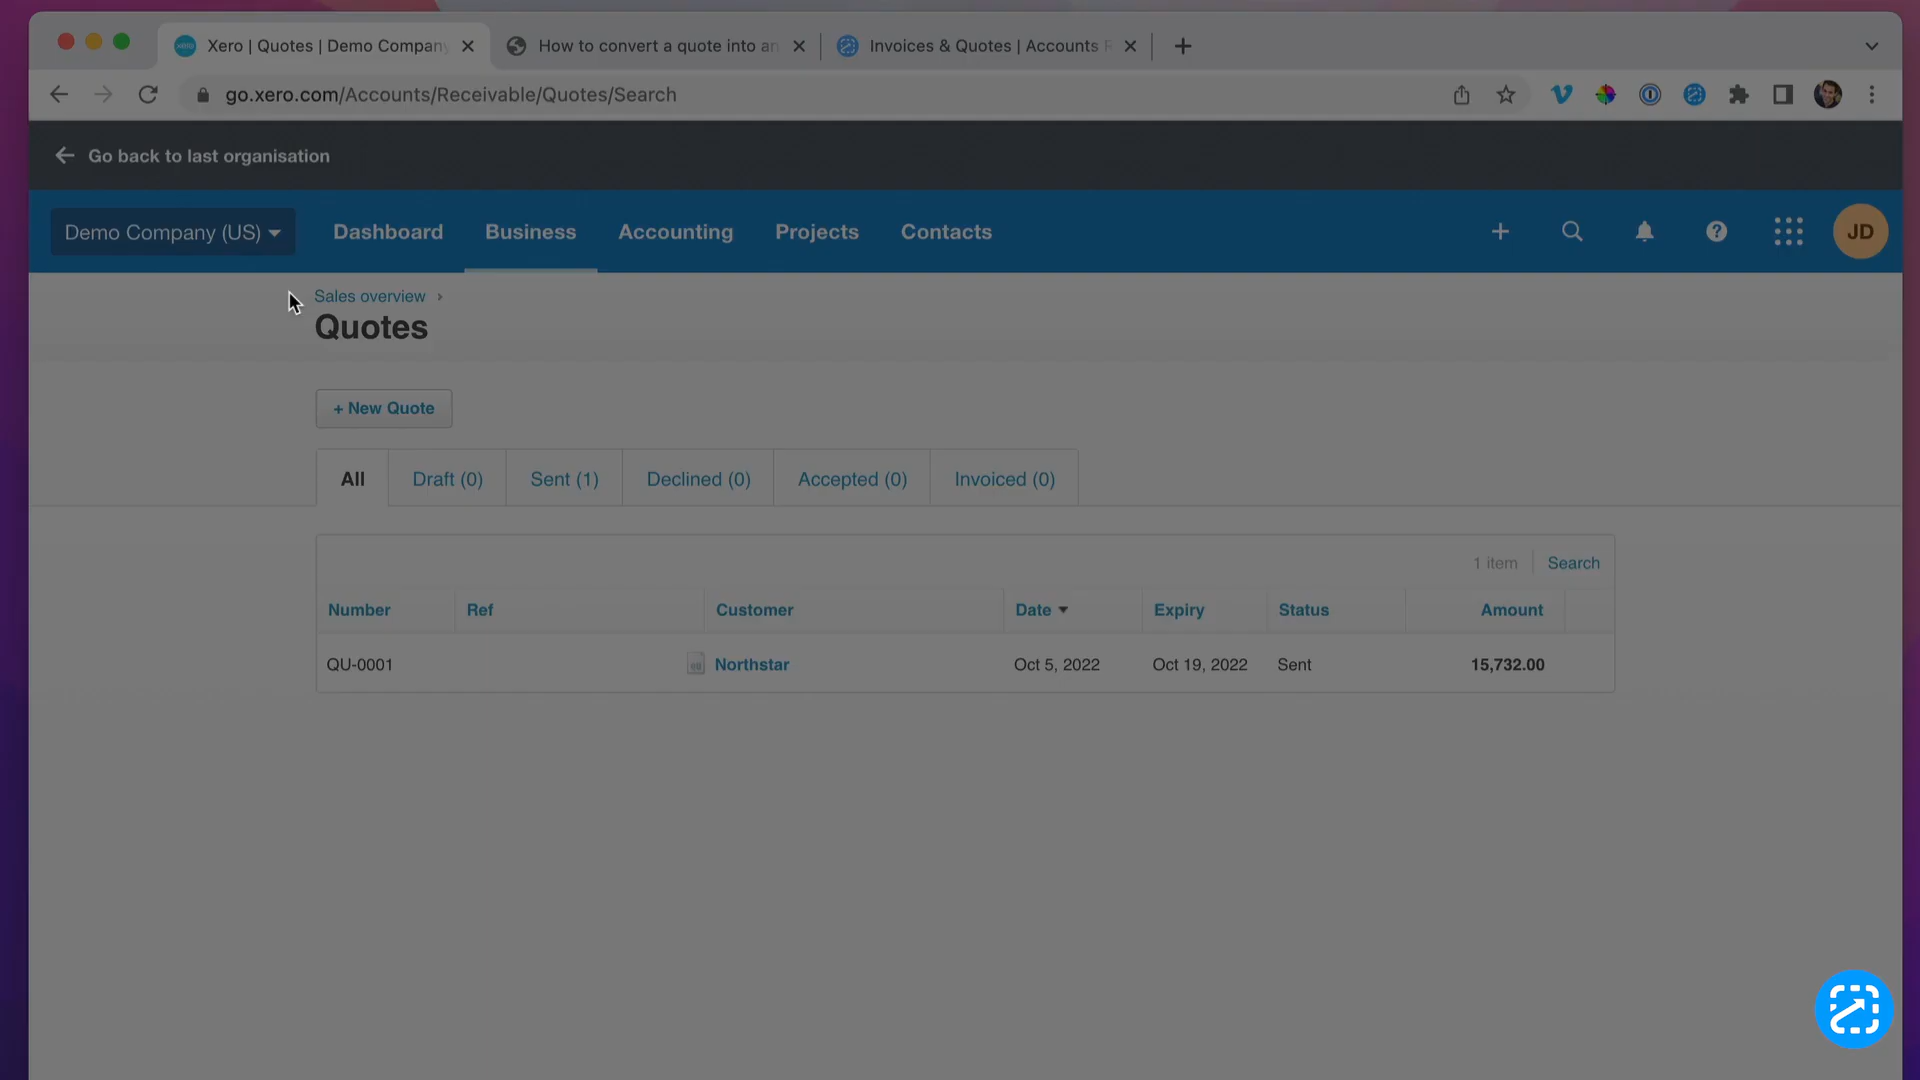 Xero | Quotes | Demo Company
How to convert a quote into an
Invoices & Quotes | Accounts R
go.xero.com/Accounts/Receivable/Quotes/Search
Go back to last organisation
Demo Company (US)
Dashboard
Business
Accounting
Projects
Contacts
JD
Sales overview ›
Quotes
+ New Quote
All
Draft (0)
Sent (1)
Declined (0)
Accepted (0)
Invoiced (0)
1 item
Search
Number
Ref
Customer
Date
Expiry
Status
Amount
QU-0001
Northstar
Oct 5, 2022
Oct 19, 2022
Sent
15,732.00